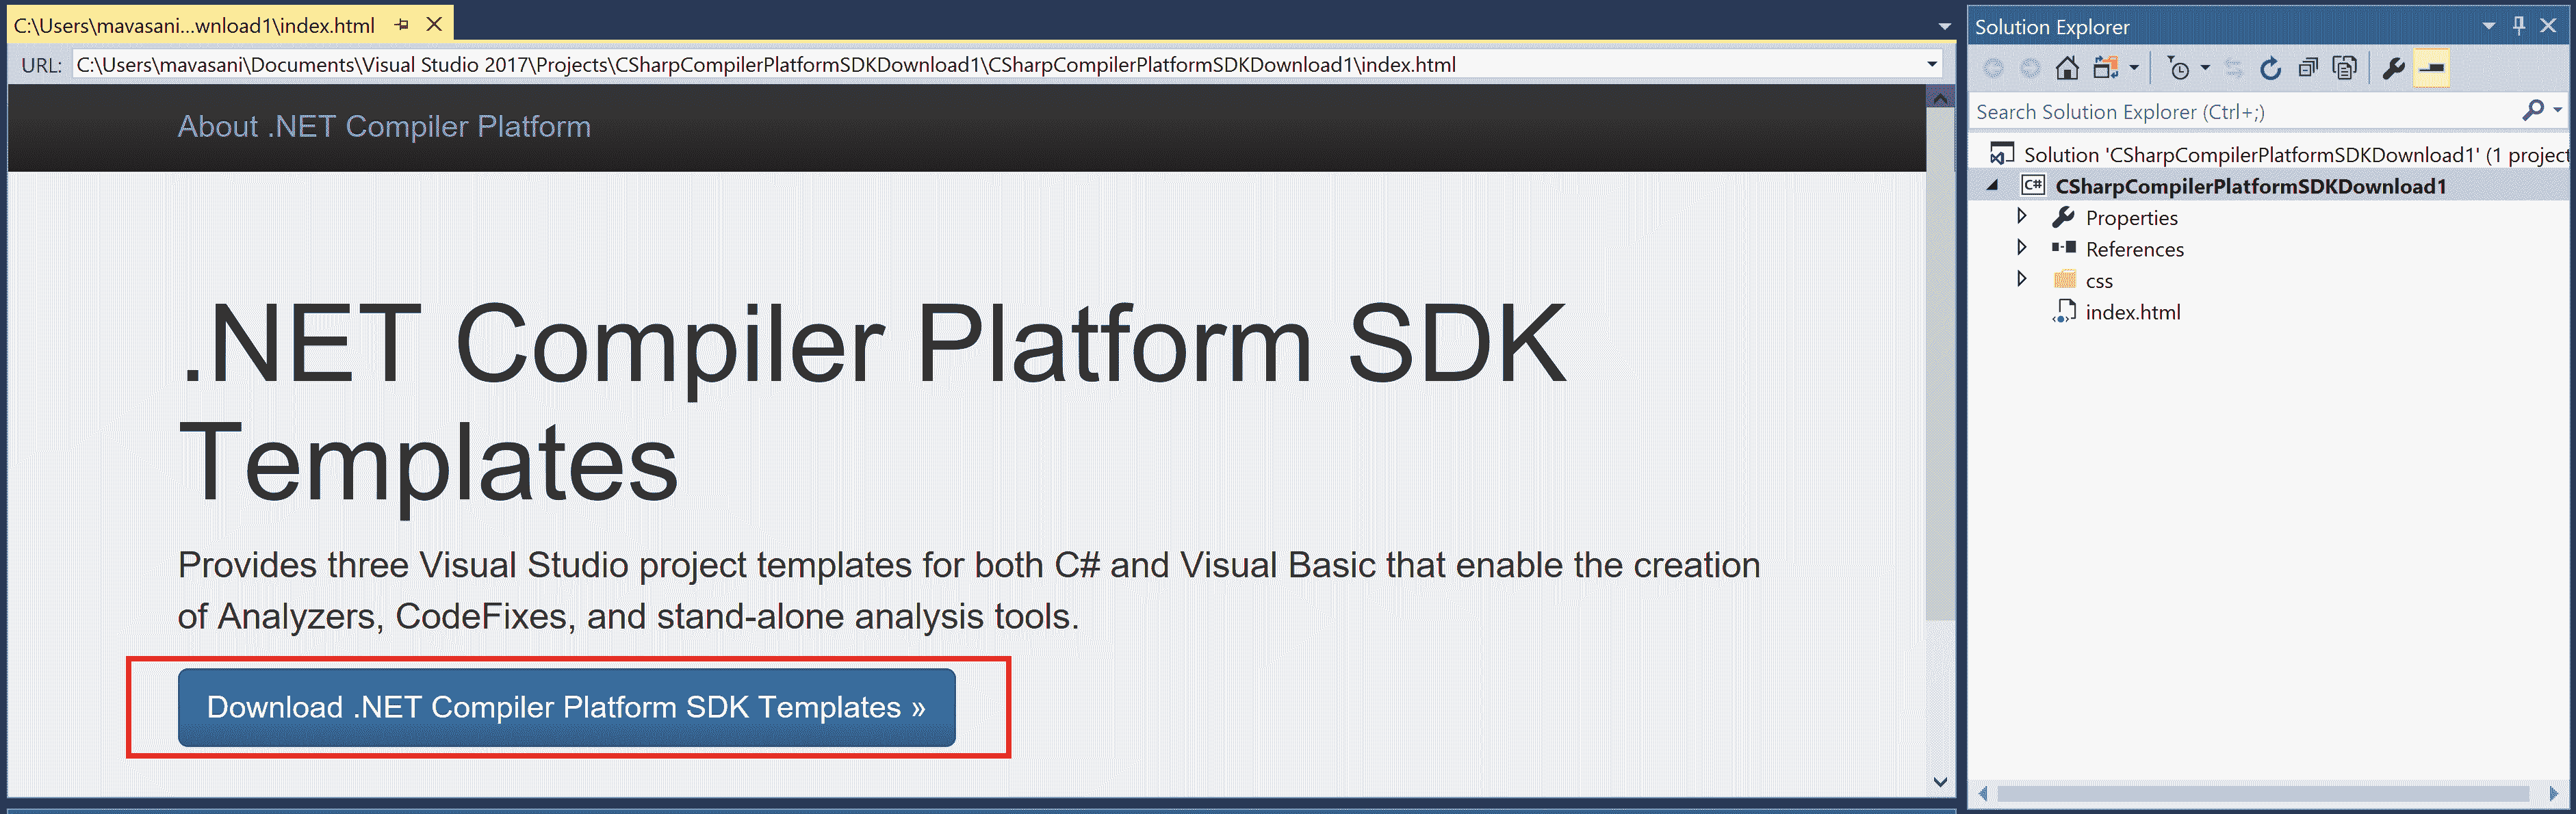 C:\Users\mavasani...wnload1\index.html
URL: C:\Users\mavasani\Documents\Visual Studio 2017\Projects\CSharpCompilerPlatformSDKDownload1\CSharpCompilerPlatformSDKDownload1\index.html
About .NET Compiler Platform
.NET Compiler Platform SDK
Templates
Provides three Visual Studio project templates for both C# and Visual Basic that enable the creation
of Analyzers, CodeFixes, and stand-alone analysis tools.
Download .NET Compiler Platform SDK Templates »
Solution Explorer
Search Solution Explorer (Ctrl+;)
Solution 'CSharpCompilerPlatformSDKDownload1' (1 project
C# CSharpCompilerPlatformSDKDownload1
Properties
References
css
index.html